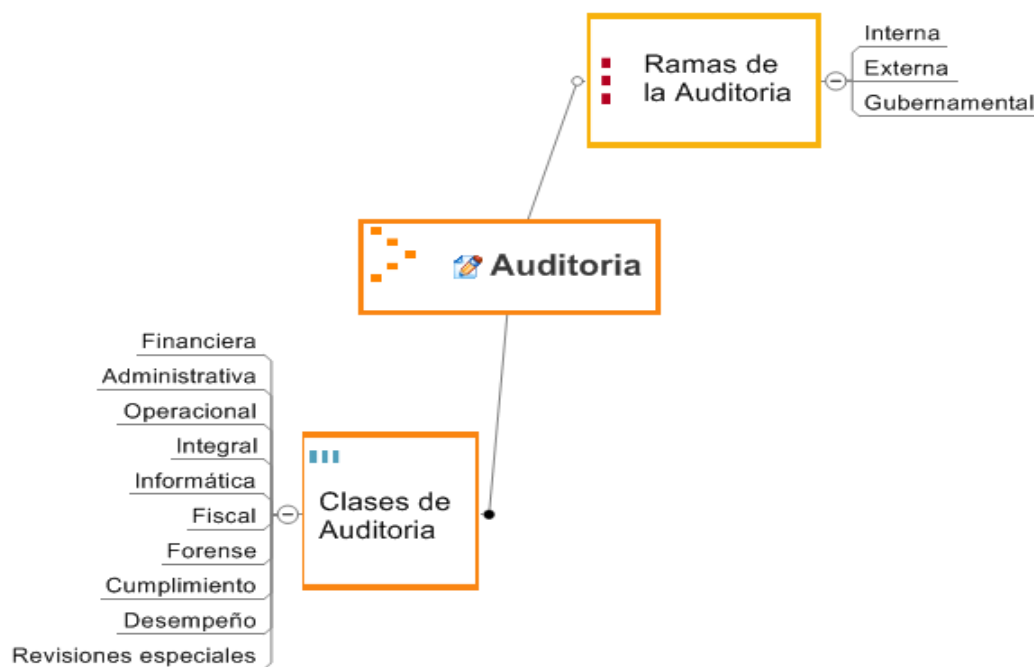 Ramas de
la Auditoria
Interna
Externa
Gubernamental
Auditoria
Financiera
Administrativa
Operacional
Integral
Informática
Fiscal
Forense
Cumplimiento
Desempeño
Revisiones especiales
Clases de
Auditoria